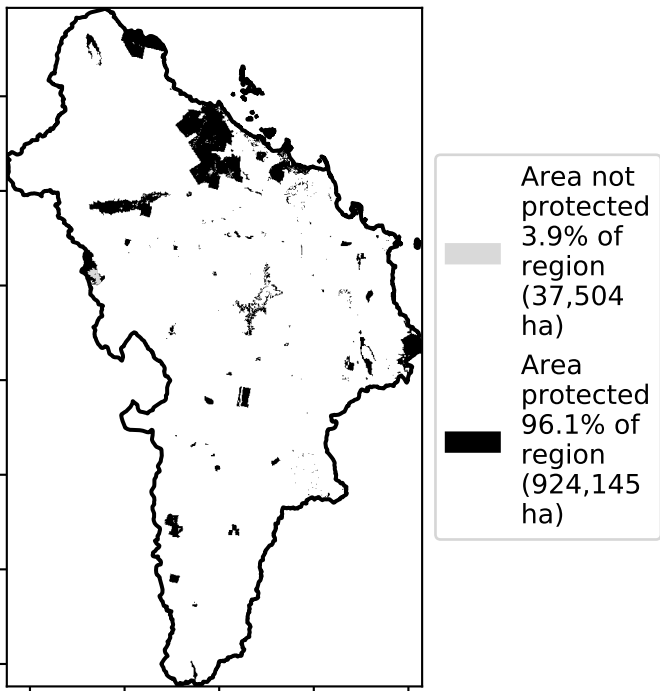 Area not
protected
3.9% of
region
(37,504
ha)
Area
protected
96.1% of
region
(924,145
ha)